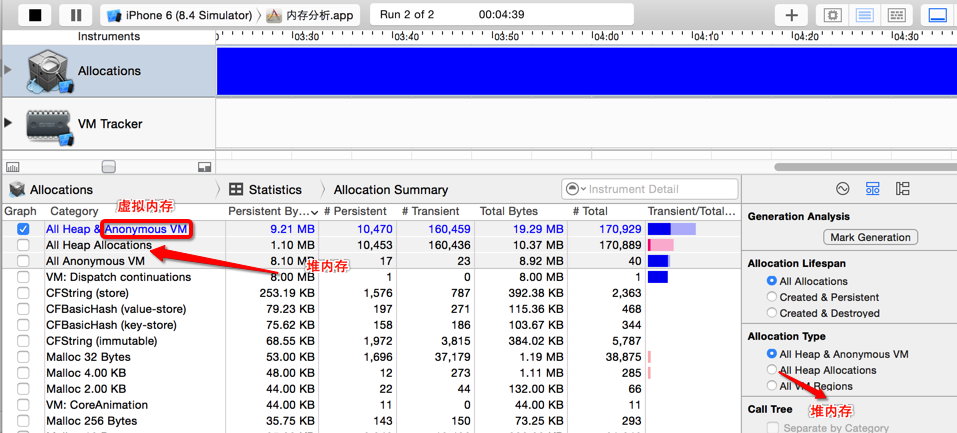 iPhone 6 (8.4 Simulator) 内存分析.app
Run 2 of 2 00:04:39
Instruments
03:30 03:40 03:50 04:00 04:10 04:20 04:30
Allocations
VM Tracker
Allocations Statistics Allocation Summary Instrument Detail
虚拟内存
Graph Category Persistent By... # Persistent # Transient Total Bytes # Total Transient/Total...
All Heap & Anonymous VM 9.21 MB 10,470 160,459 19.29 MB 170,929
All Heap Allocations 1.10 MB 10,453 160,436 10.37 MB 170,889
堆内存
All Anonymous VM 8.10 MB 17 23 8.92 MB 40
VM: Dispatch continuations 8.00 MB 1 0 8.00 MB 1
CFString (store) 253.19 KB 1,576 787 392.38 KB 2,363
CFBasicHash (value-store) 79.23 KB 197 271 115.36 KB 468
CFBasicHash (key-store) 75.62 KB 158 186 103.67 KB 344
CFString (immutable) 68.55 KB 1,972 3,815 384.02 KB 5,787
Malloc 32 Bytes 53.00 KB 1,696 37,179 1.19 MB 38,875
Malloc 4.00 KB 48.00 KB 12 273 1.11 MB 285
Malloc 2.00 KB 44.00 KB 22 44 132.00 KB 66
VM: CoreAnimation 44.00 KB 11 0 44.00 KB 11
Malloc 256 Bytes 35.75 KB 143 150 73.25 KB 293
Generation Analysis
Mark Generation
Allocation Lifespan
All Allocations
Created & Persistent
Created & Destroyed
Allocation Type
All Heap & Anonymous VM
All Heap Allocations
All VM Regions
堆内存
Call Tree
Separate by Category